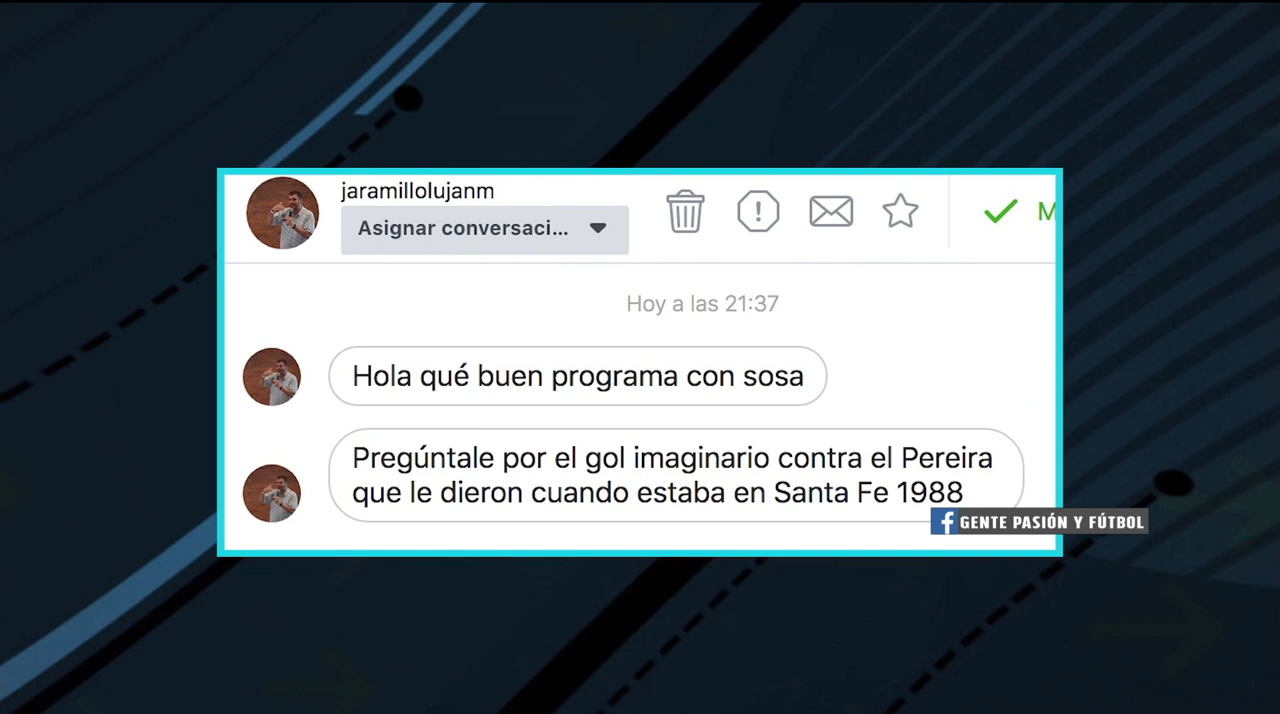 jaramillolujanm
Asignar conversaci...
M
Hoy a las 21:37
Hola qué buen programa con sosa
Pregúntale por el gol imaginario contra el Pereira
que le dieron cuando estaba en Santa Fe 1988
GENTE PASIÓN Y FÚTBOL